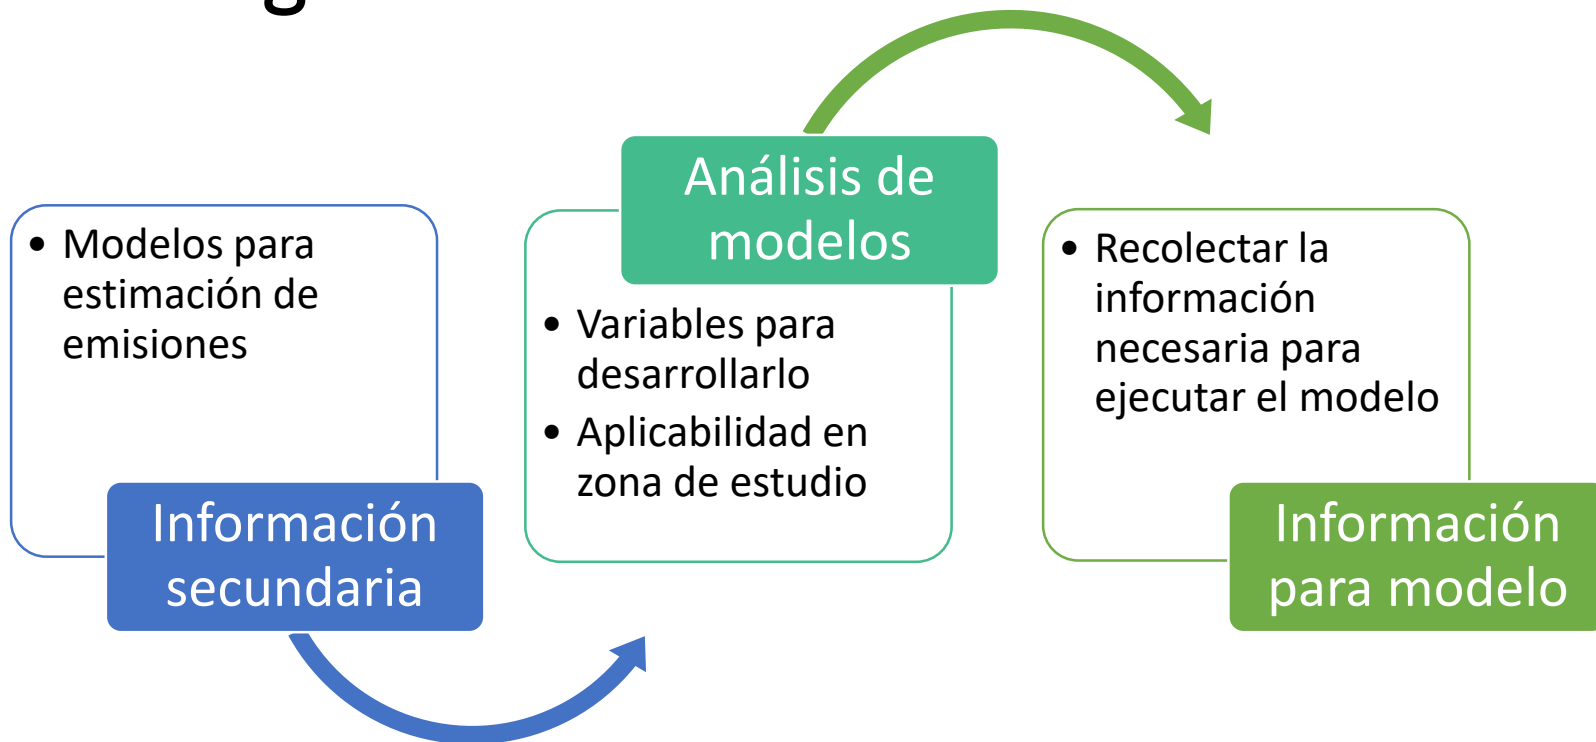 • Modelos para
estimación de
emisiones
Información
secundaria
Análisis de
modelos
• Variables para
desarrollarlo
• Aplicabilidad en
zona de estudio
• Recolectar la
información
necesaria para
ejecutar el modelo
Información
para modelo